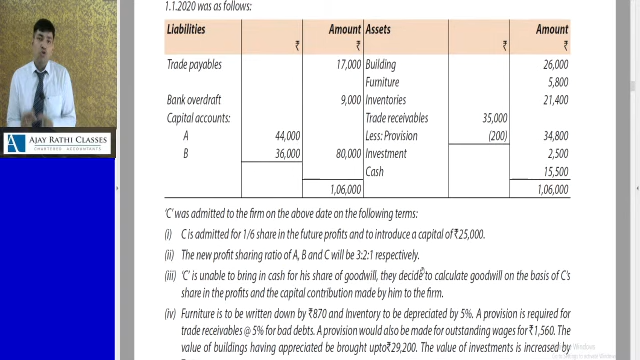 1.1.2020 was as follows:
Liabilities Amount Assets Amount
₹ ₹ ₹ ₹
Trade payables 17,000 Building 26,000
Furniture 5,800
Bank overdraft 9,000 Inventories 21,400
Capital accounts: Trade receivables 35,000
A 44,000 Less: Provision (200) 34,800
B 36,000 80,000 Investment 2,500
Cash 15,500
1,06,000 1,06,000
'C' was admitted to the firm on the above date on the following terms:
(i) C is admitted for 1/6 share in the future profits and to introduce a capital of ₹25,000.
(ii) The new profit sharing ratio of A, B and C will be 3:2:1 respectively.
(iii) 'C' is unable to bring in cash for his share of goodwill, they decide to calculate goodwill on the basis of C's
share in the profits and the capital contribution made by him to the firm.
(iv) Furniture is to be written down by ₹870 and Inventory to be depreciated by 5%. A provision is required for
trade receivables @ 5% for bad debts. A provision would also be made for outstanding wages for ₹1,560. The
value of buildings having appreciated be brought upto ₹29,200. The value of investments is increased by
AJAY RATHI CLASSES
CHARTERED ACCOUNTANTS